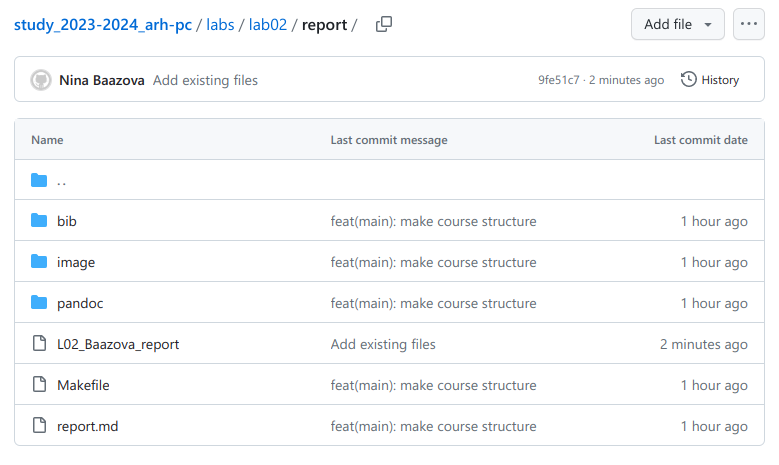 study_2023-2024_arh-pc / labs / lab02 / report / Add file
Nina Baazova Add existing files 9fe51c7 · 2 minutes ago History
Name Last commit message Last commit date
..
bib feat(main): make course structure 1 hour ago
image feat(main): make course structure 1 hour ago
pandoc feat(main): make course structure 1 hour ago
L02_Baazova_report Add existing files 2 minutes ago
Makefile feat(main): make course structure 1 hour ago
report.md feat(main): make course structure 1 hour ago